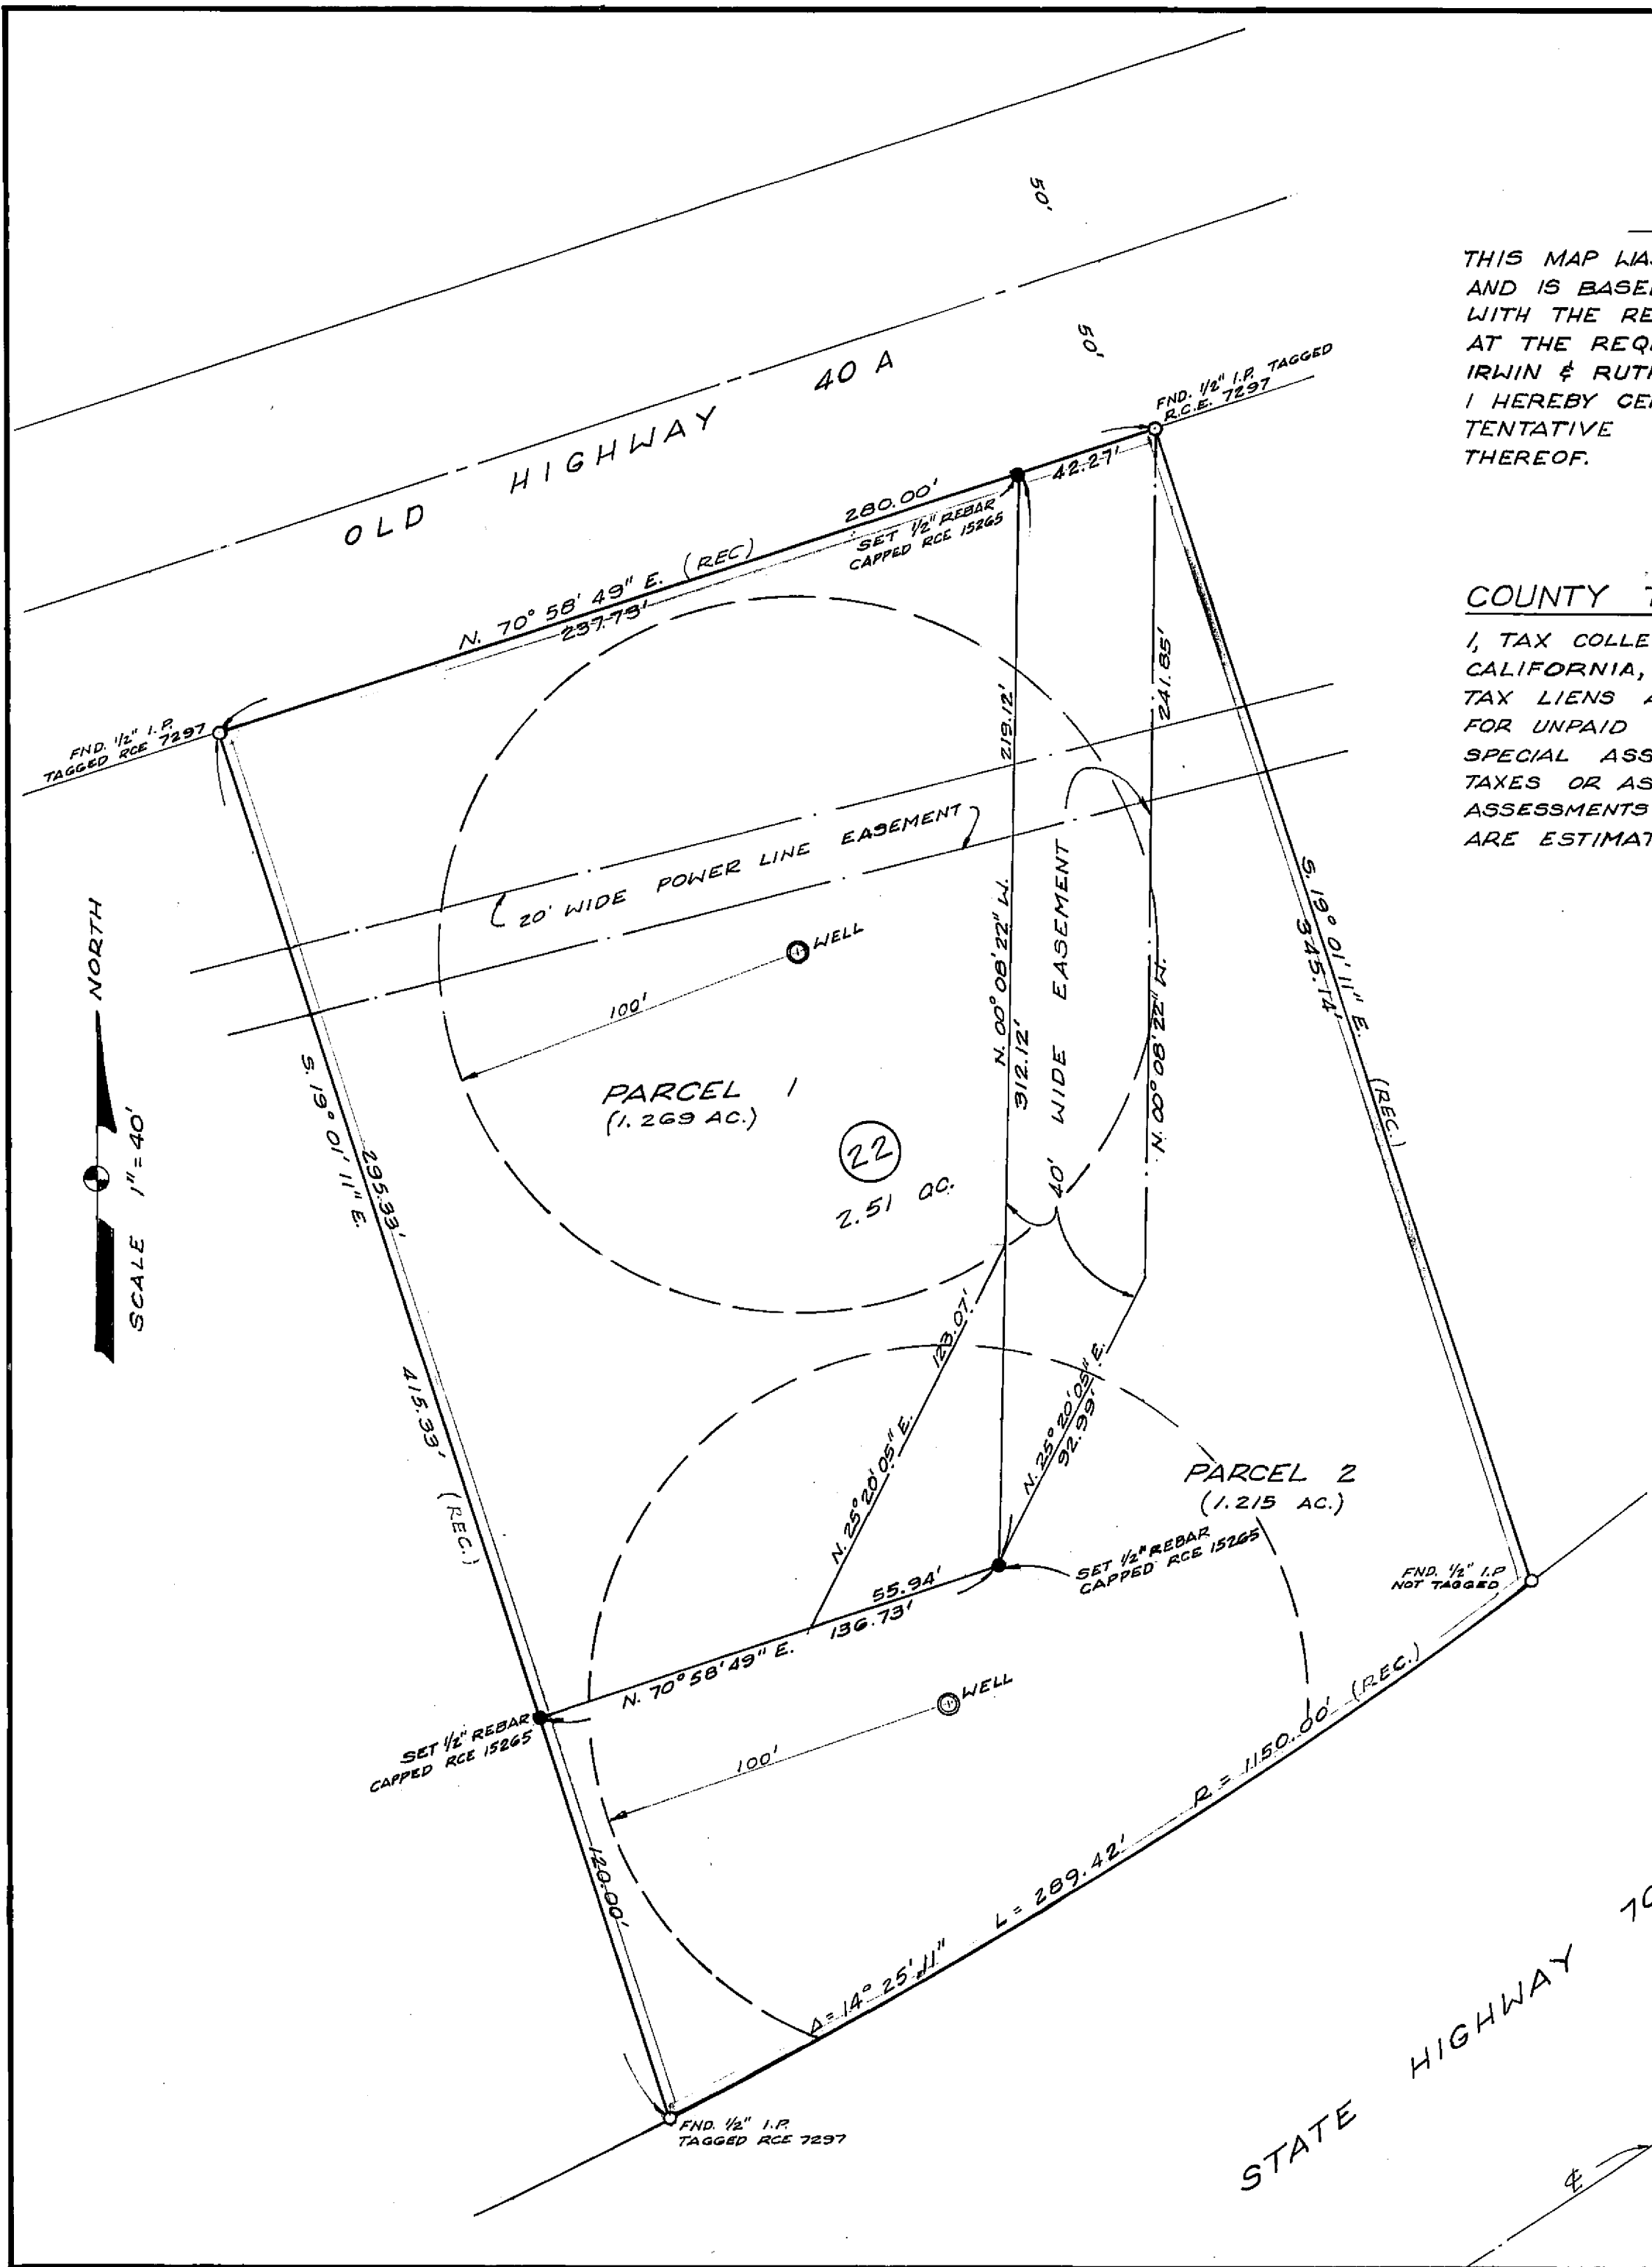 50'
50'
OLD HIGHWAY 40 A
FND. 1/2" I.P. TAGGED
R.C.E. 7297
42.27'
280.00'
SET 1/2" REBAR
CAPPED RCE 15265
N. 70° 58' 49" E. (REC)
237.73'
FND. 1/2" I.P.
TAGGED RCE 7297
THIS MAP WAS
AND IS BASE
WITH THE RE
AT THE REQ
IRWIN & RUT
I HEREBY CE
TENTATIVE
THEREOF.
COUNTY T
I, TAX COLLE
CALIFORNIA,
TAX LIENS A
FOR UNPAID
SPECIAL ASS
TAXES OR AS
ASSESSMENTS
ARE ESTIMAT
219.12'
241.85'
20' WIDE POWER LINE EASEMENT
WELL
100'
N. 00° 08' 22" W.
312.12'
40' WIDE EASEMENT
N. 00° 08' 22" W.
S. 19° 01' 11" E.
345.14'
(REC.)
NORTH
SCALE 1" = 40'
S. 19° 01' 11" E.
295.33'
PARCEL 1
(1.269 AC.)
22
2.51 ac.
415.33' (REC.)
123.07'
N. 25° 20' 05" E.
N. 25° 20' 05" E.
92.99'
PARCEL 2
(1.215 AC.)
SET 1/2" REBAR
CAPPED RCE 15265
FND. 1/2" I.P
NOT TAGGED
55.94'
N. 70° 58' 49" E. 136.73'
WELL
SET 1/2" REBAR
CAPPED RCE 15265
100'
120.00'
Δ = 14° 25' 11" L = 289.42' R = 1150.00' (REC.)
FND. 1/2" I.P.
TAGGED RCE 7297
STATE HIGHWAY 70
℄